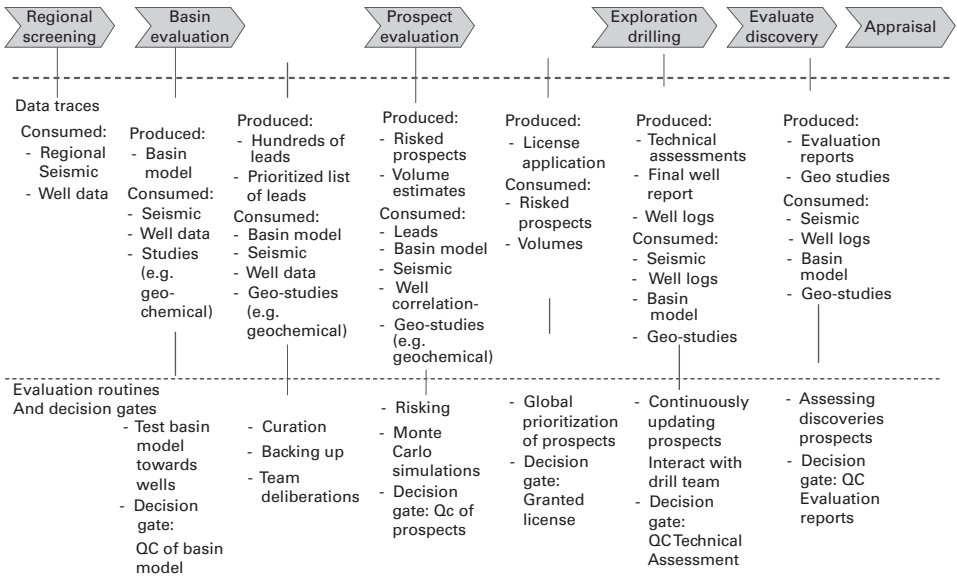 Regional
screening
Basin
evaluation
Prospect
evaluation
Exploration
drilling
Evaluate
discovery
Appraisal
Data traces
Consumed:
- Regional
Seismic
- Well data
Produced:
- Basin
model
Consumed:
- Seismic
- Well data
- Studies
(e.g.
geo-
chemical)
Produced:
- Hundreds of
leads
- Prioritized list
of leads
Consumed:
- Basin model
- Seismic
- Well data
- Geo-studies
(e.g.
geochemical)
Produced:
- Risked
prospects
- Volume
estimates
Consumed:
- Leads
- Basin model
- Seismic
- Well
correlation-
- Geo-studies
(e.g.
geochemical)
Produced:
- License
application
Consumed:
- Risked
prospects
- Volumes
Produced:
- Technical
assessments
- Final well
report
- Well logs
Consumed:
- Seismic
- Well logs
- Basin
model
- Geo-studies
Produced:
- Evaluation
reports
- Geo studies
Consumed:
- Seismic
- Well logs
- Basin
model
- Geo-studies
Evaluation routines
And decision gates
- Test basin
model
towards
wells
- Decision
gate:
QC of basin
model
- Curation
- Backing up
- Team
deliberations
- Risking
- Monte
Carlo
simulations
- Decision
gate: Qc of
prospects
- Global
prioritization
of prospects
- Decision
gate:
Granted
license
- Continuously
updating
prospects
Interact with
drill team
- Decision
gate:
QC Technical
Assessment
- Assessing
discoveries
prospects
- Decision
gate: QC
Evaluation
reports